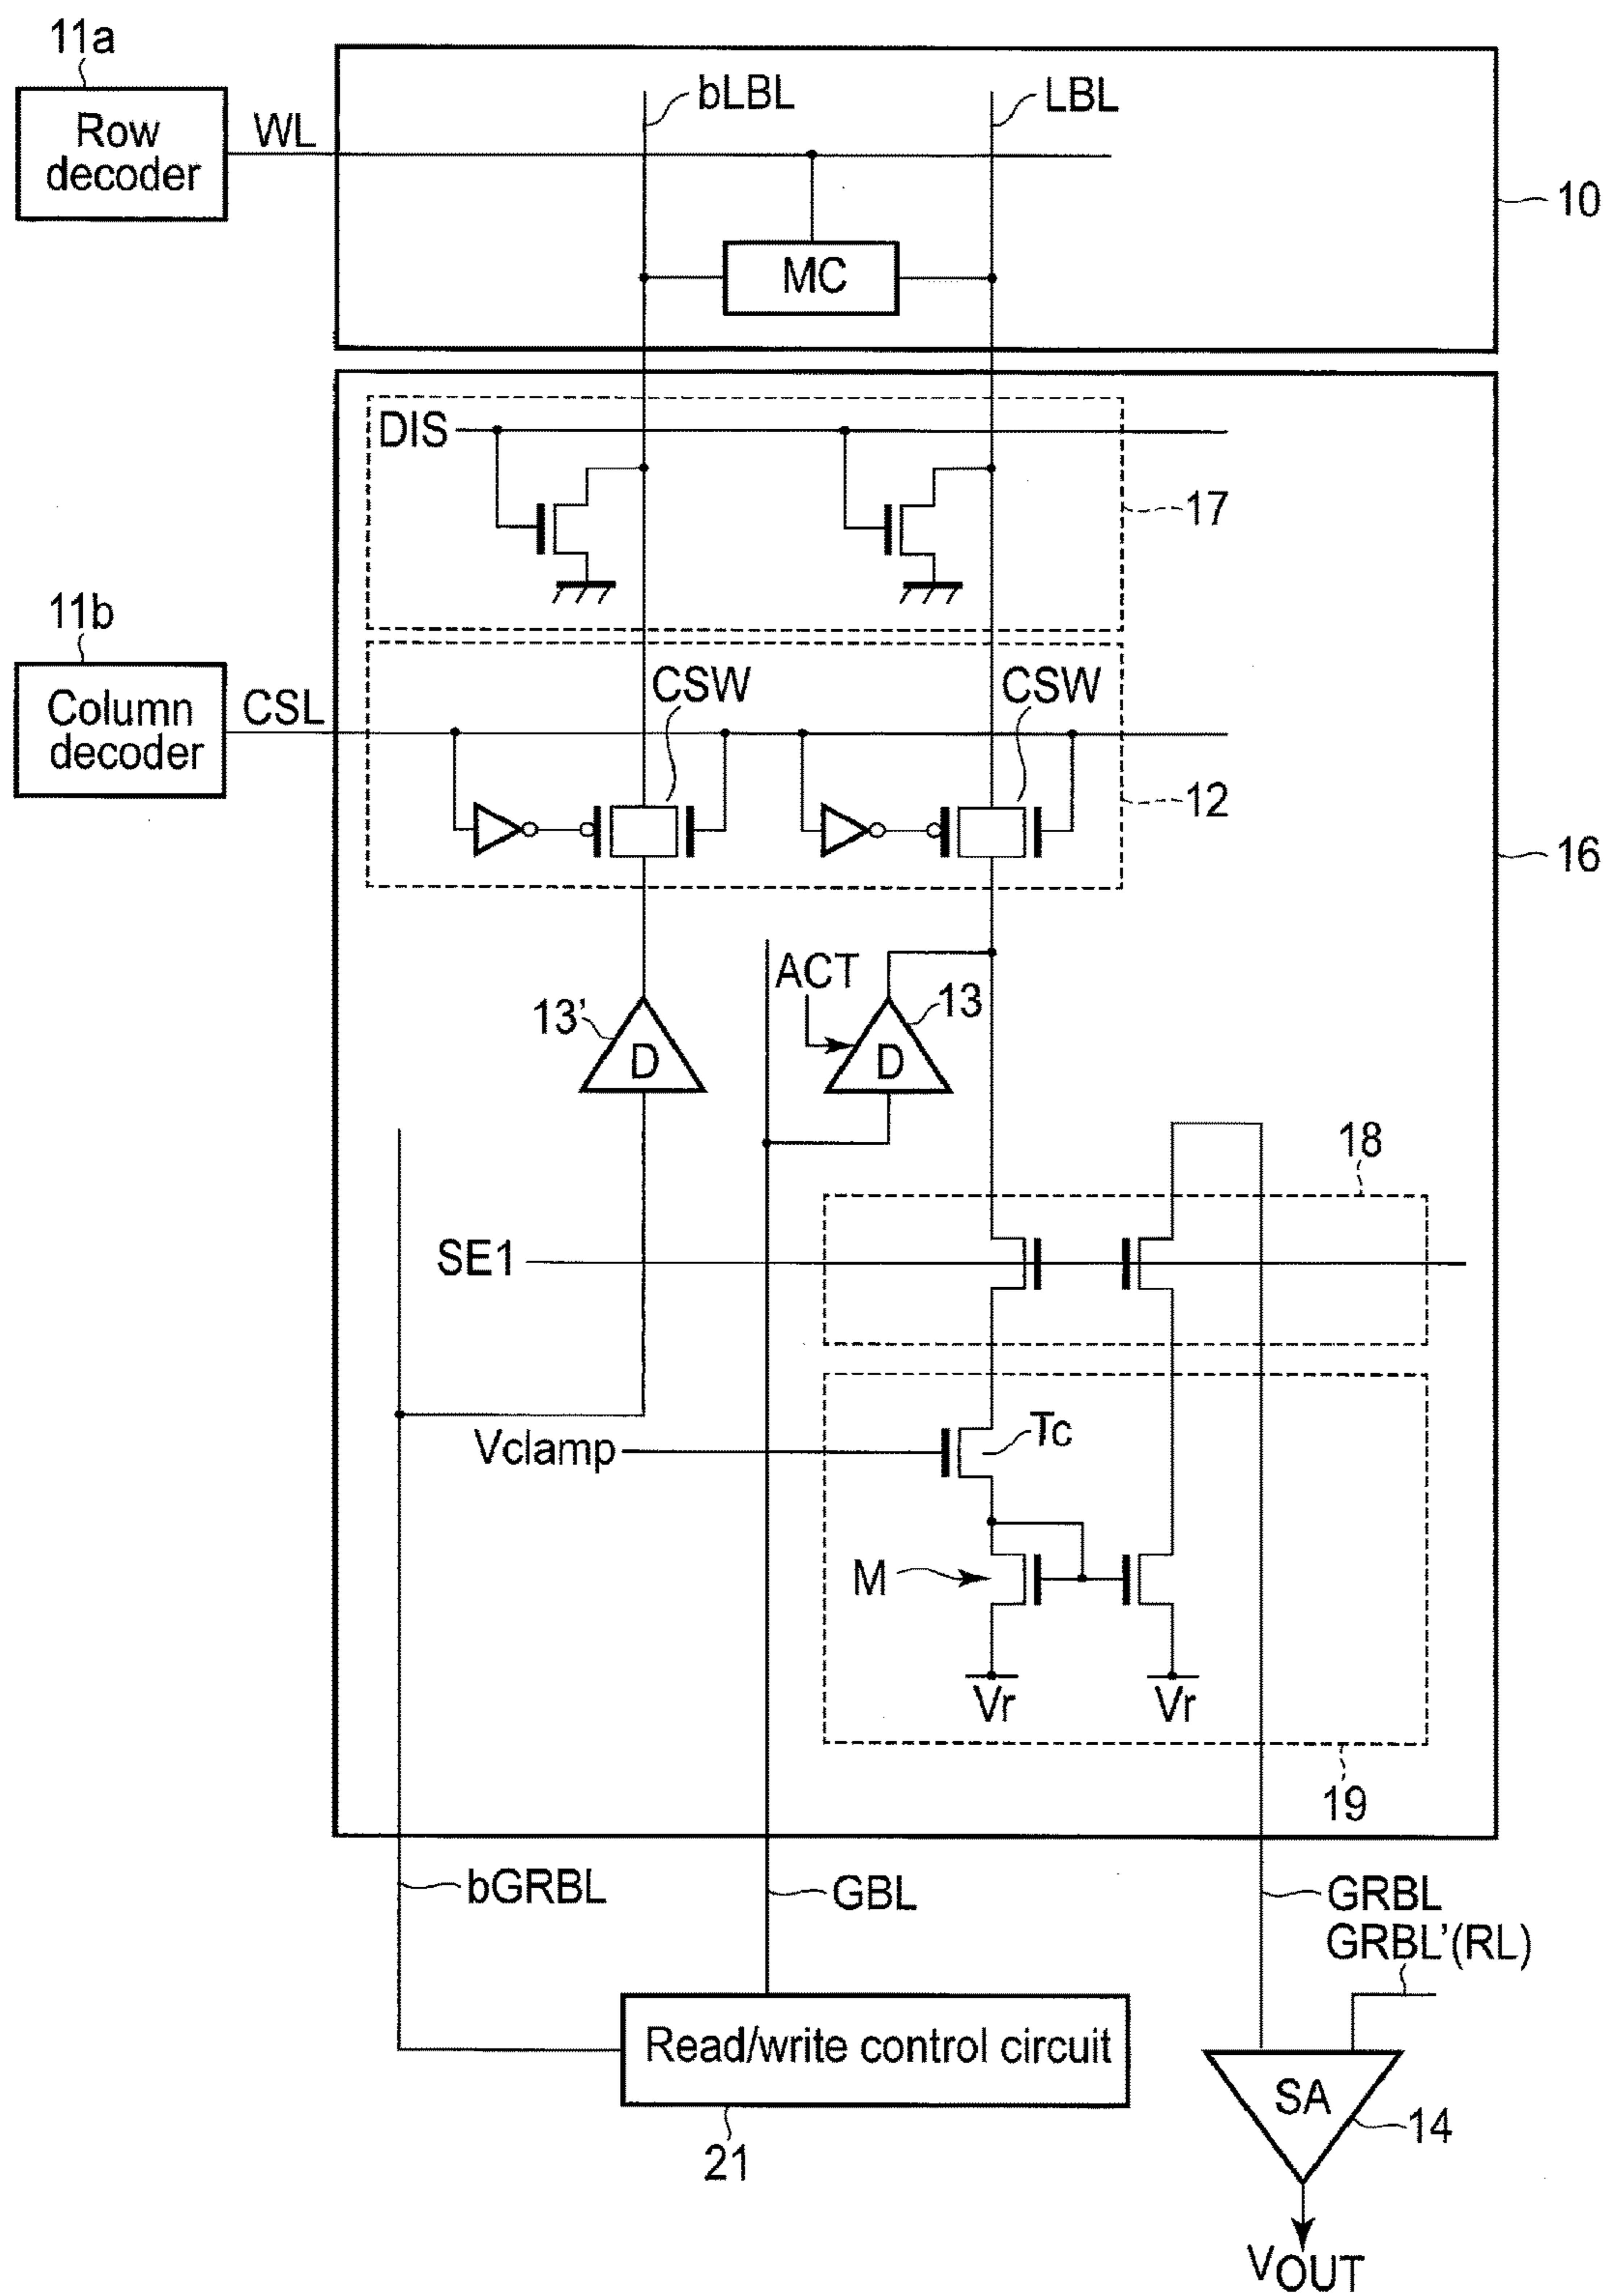 11a
Row
decoder
WL
bLBL
LBL
10
MC
DIS
17
11b
Column
decoder
CSL
CSW
CSW
12
16
ACT
13'
D
13
D
18
SE1
Vclamp
Tc
M
Vr
Vr
19
bGRBL
GBL
GRBL
GRBL'(RL)
Read/write control circuit
21
SA
14
VOUT